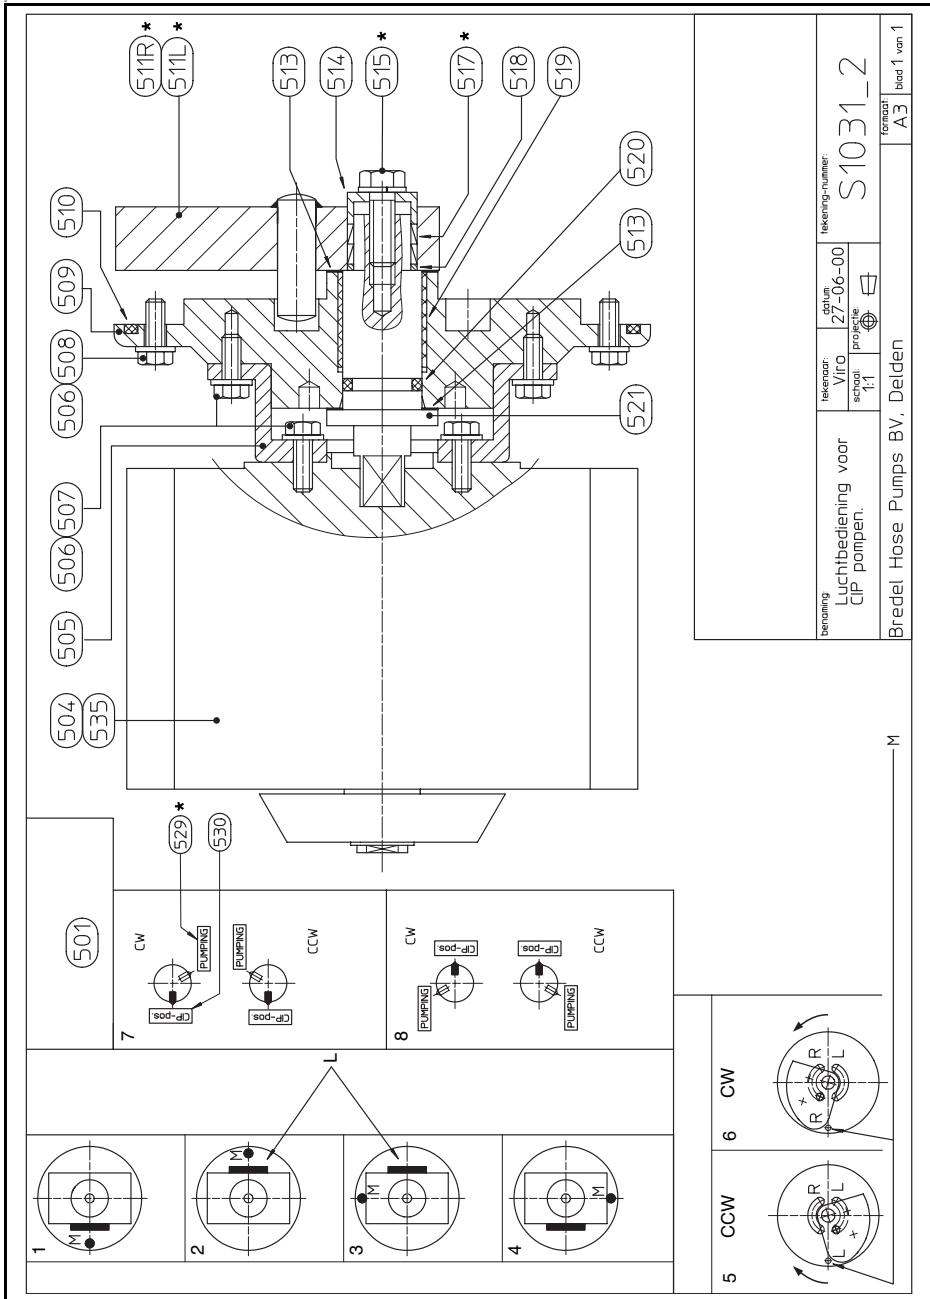 511R *
511L *
513
514
515 *
517 *
518
519
510
509
508
506
507
506
505
504
535
520
513
521
501
529 *
530
7
CW
PUMPING
CIP-pos.
PUMPING
CIP-pos.
CCW
8
CW
PUMPING
CIP-pos.
CIP-pos.
PUMPING
CCW
L
1
M
2
M
3
M
4
M
5 CCW
R
L
L
6 CW
R
R
L
M
benaming:
Luchtbediening voor
CIP pompen.
tekenaar:
Viro
datum:
27-06-00
schaal:
1:1
projectie:
tekening-nummer:
S1031_2
Bredel Hose Pumps BV, Delden
formaat:
A3
blad 1 van 1